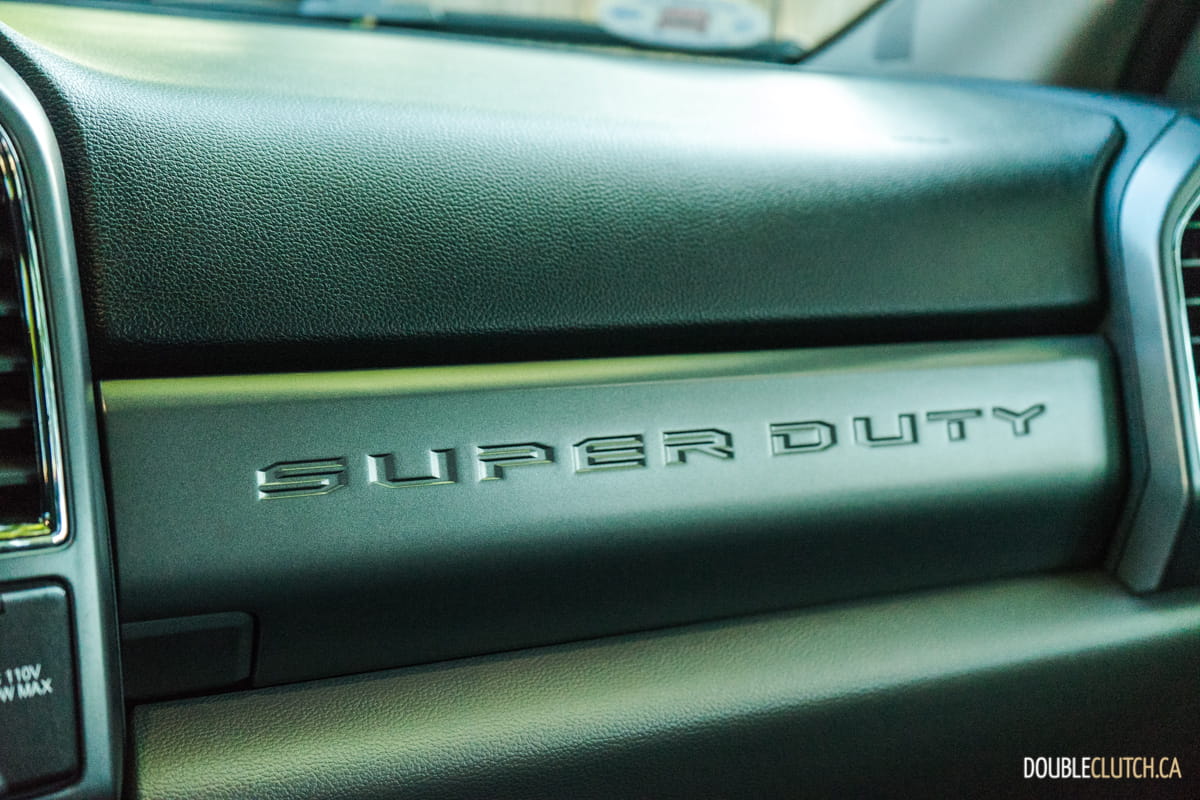 SUPER DUTY
110V
W MAX
DOUBLECLUTCH.CA